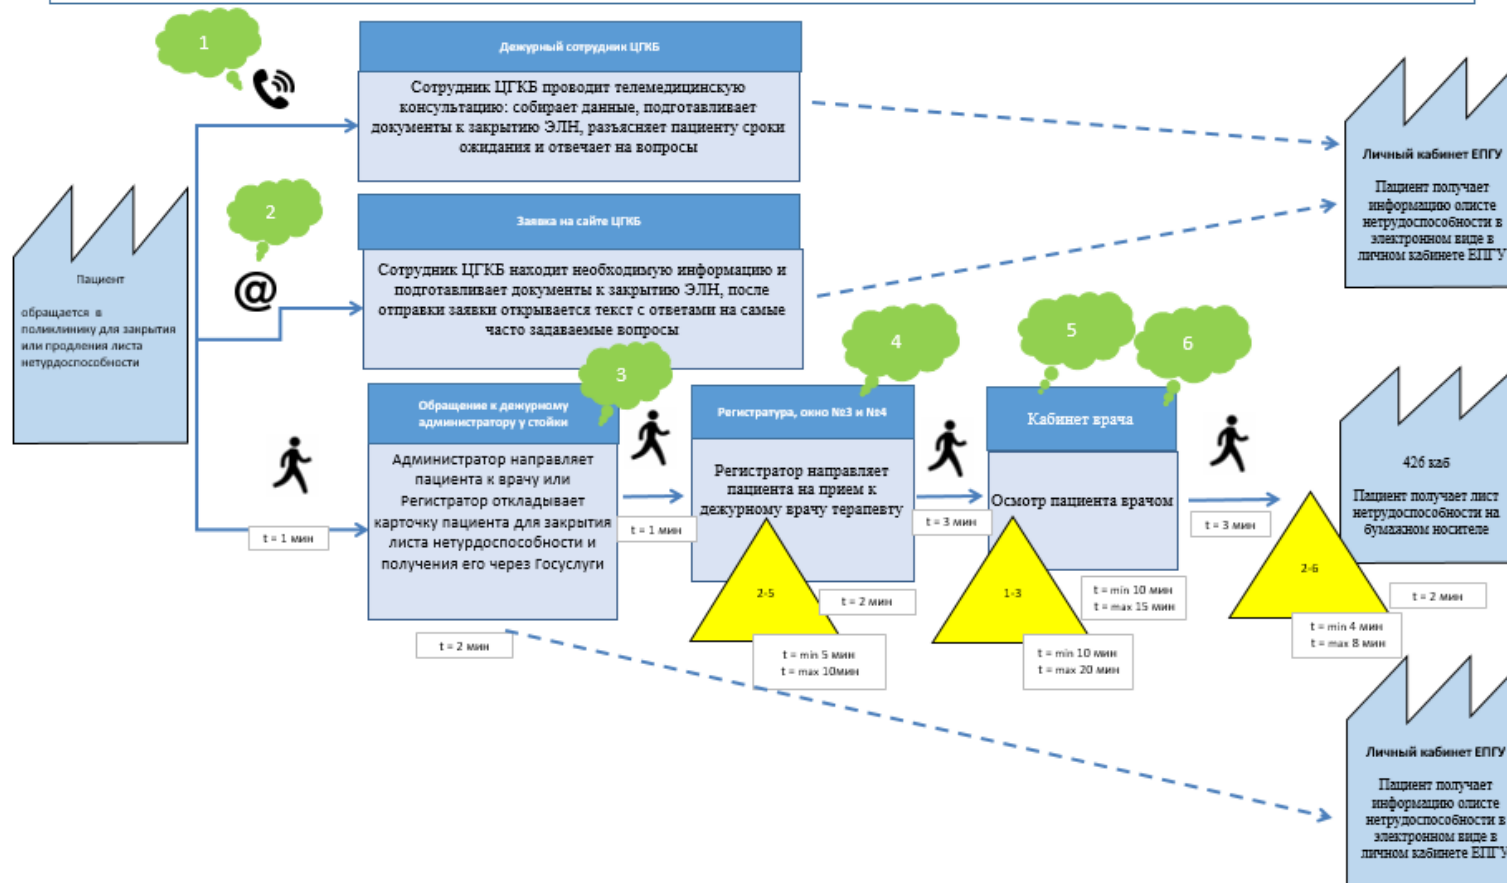 1
Дежурный сотрудник ЦГКБ
Сотрудник ЦГКБ проводит телемедицинскую
консультацию: собирает данные, подготавливает
документы к закрытию ЭЛН, разъясняет пациенту сроки
ожидания и отвечает на вопросы
Личный кабинет ЕПГУ
Пациент получает
информацию олисте
нетрудоспособности в
электронном виде в
личном кабинете ЕПГУ
2
@
Заявка на сайте ЦГКБ
Сотрудник ЦГКБ находит необходимую информацию и
подготавливает документы к закрытию ЭЛН, после
отправки заявки открывается текст с ответами на самые
часто задаваемые вопросы
Пациент
обращается в
поликлинику для закрытия
или продления листа
нетурдоспособности
3
4
5
6
t = 1 мин
Обращение к дежурному
администратору у стойки
Администратор направляет
пациента к врачу или
Регистратор откладывает
карточку пациента для закрытия
листа нетурдоспособности и
получения его через Госуслуги
t = 2 мин
t = 1 мин
Регистратура, окно №3 и №4
Регистратор направляет
пациента на прием к
дежурному врачу терапевту
2-5
t = 2 мин
t = min 5 мин
t = max 10мин
t = 3 мин
Кабинет врача
Осмотр пациента врачом
1-3
t = min 10 мин
t = max 15 мин
t = min 10 мин
t = max 20 мин
t = 3 мин
2-6
t = min 4 мин
t = max 8 мин
426 каб
Пациент получает лист
нетрудоспособности на
бумажном носителе
t = 2 мин
Личный кабинет ЕПГУ
Пациент получает
информацию олисте
нетрудоспособности в
электронном виде в
личном кабинете ЕПГУ